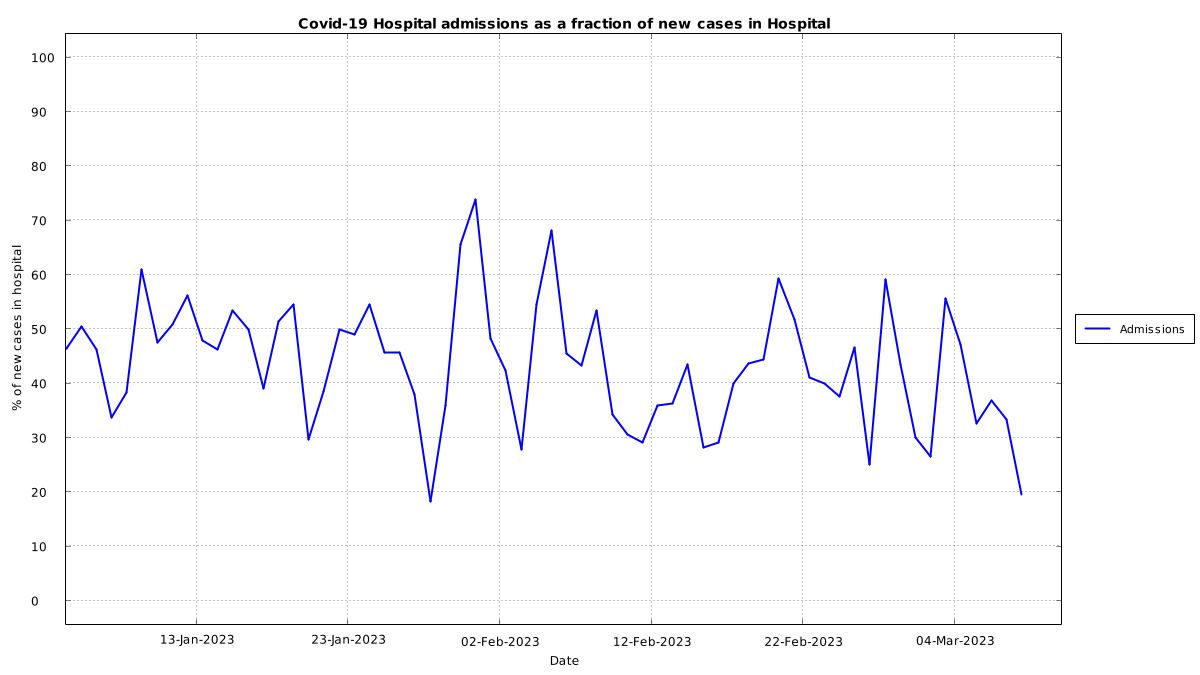 Covid-19 Hospital admissions as a fraction of new cases in Hospital
100
90
80
70
60
50
40
30
20
10
0
% of new cases in hospital
13-Jan-2023
23-Jan-2023
02-Feb-2023
12-Feb-2023
22-Feb-2023
04-Mar-2023
Date
Admissions